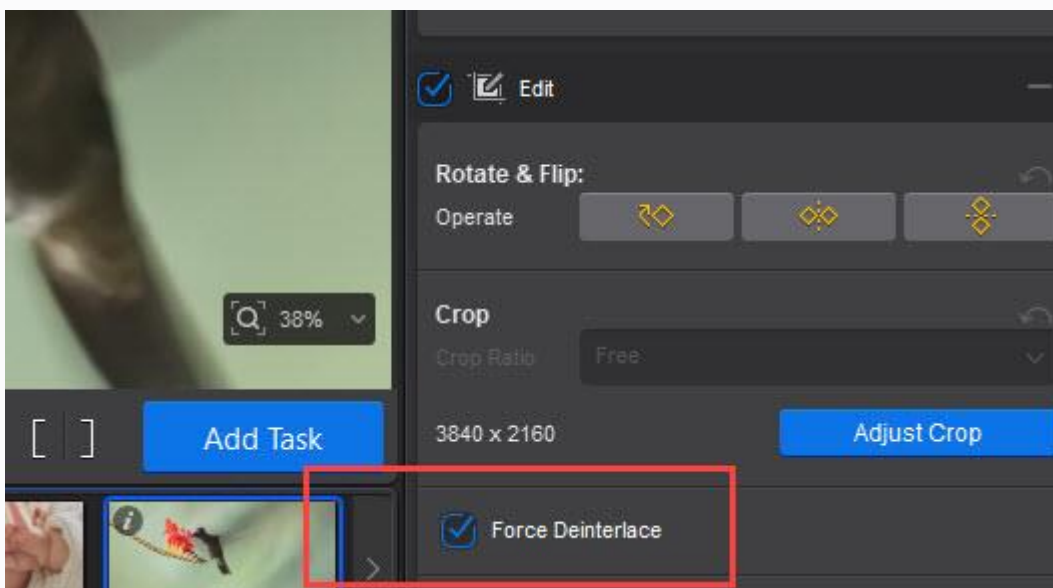 Edit
Rotate & Flip:
Operate
38%
Crop
Crop Ratio
Free
[ ]
Add Task
3840 x 2160
Adjust Crop
Force Deinterlace
i